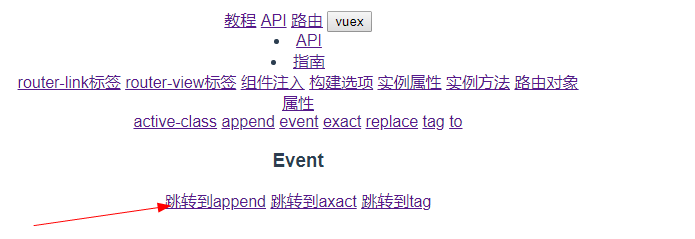 教程 API 路由 vuex
API
指南
router-link标签 router-view标签 组件注入 构建选项 实例属性 实例方法 路由对象
属性
active-class append event exact replace tag to
Event
跳转到append 跳转到axact 跳转到tag